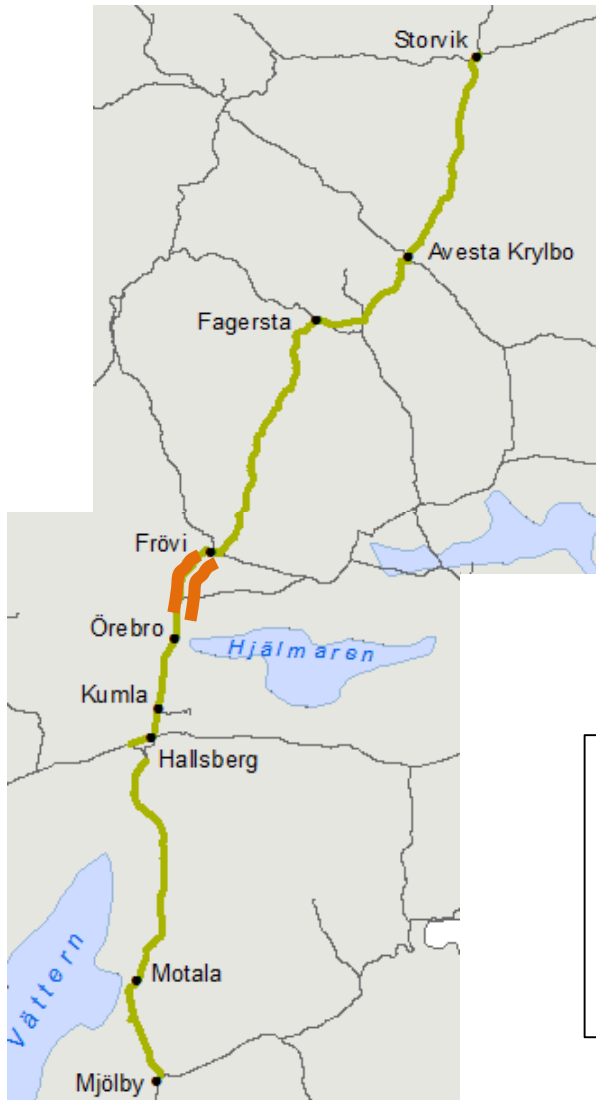 Storvik
Avesta Krylbo
Fagersta
Frövi
Örebro
Hjälmaren
Kumla
Hallsberg
Vättern
Motala
Mjölby